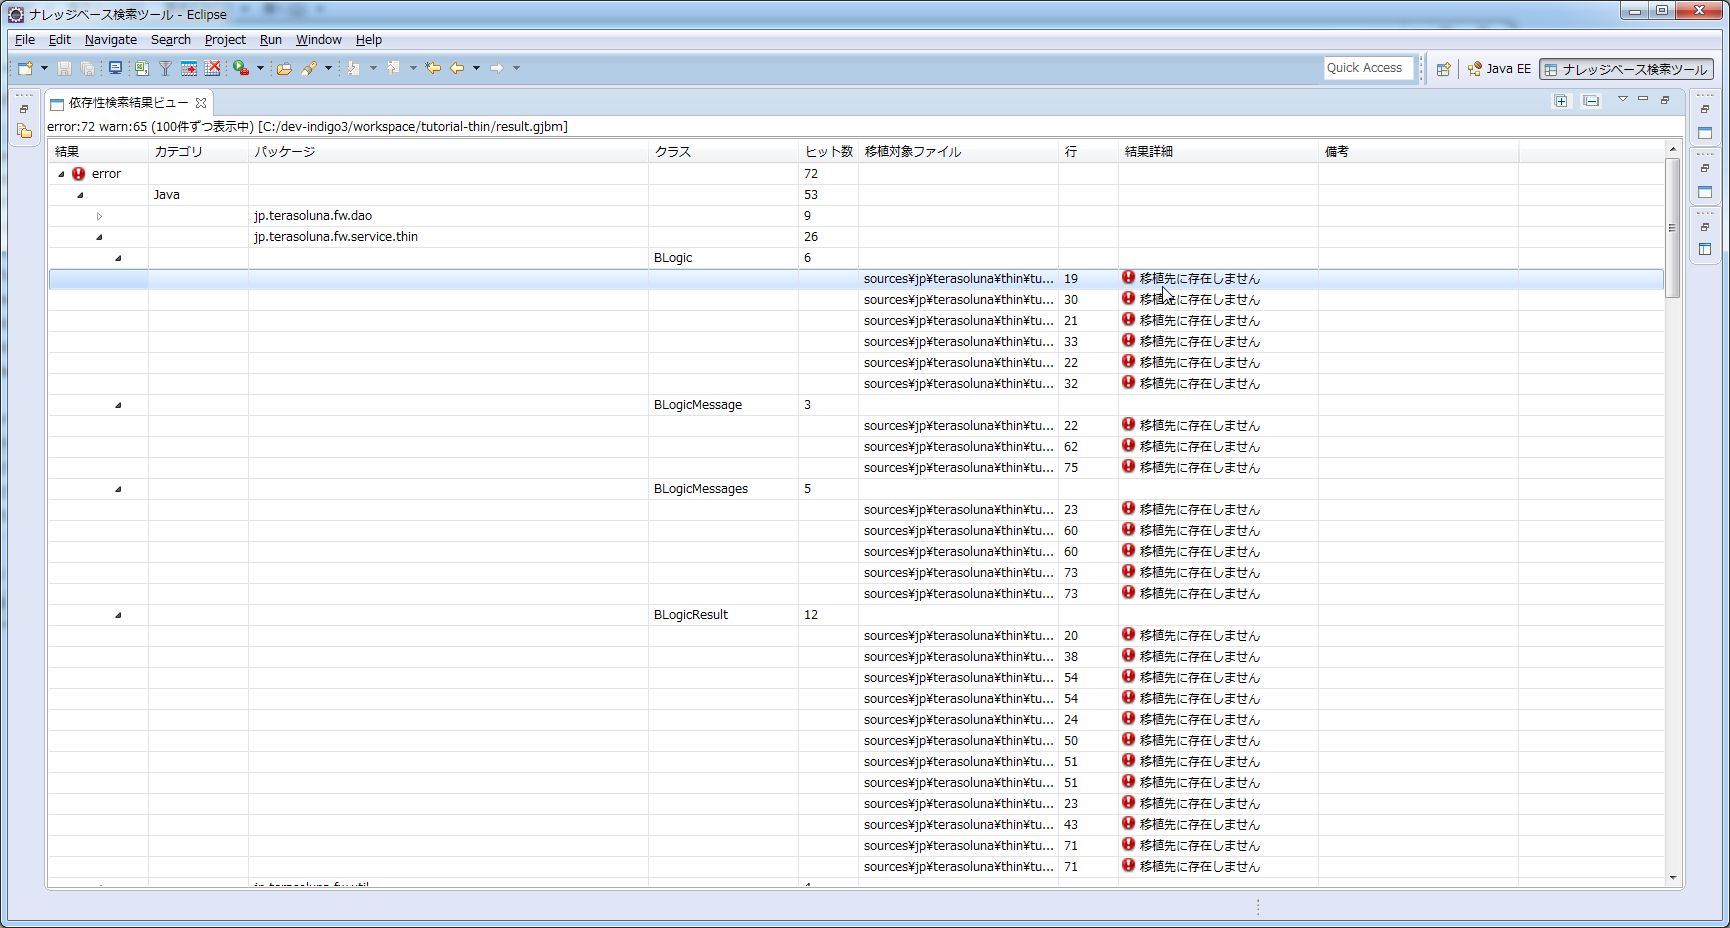 ナレッジベース検索ツール - Eclipse
File Edit Navigate Search Project Run Window Help
Quick Access Java EE ナレッジベース検索ツール
依存性検索結果ビュー
error:72 warn:65 (100件ずつ表示中) [C:/dev-indigo3/workspace/tutorial-thin/result.gjbm]
結果 カテゴリ パッケージ クラス ヒット数 移植対象ファイル 行 結果詳細 備考
error 72
Java 53
jp.terasoluna.fw.dao 9
jp.terasoluna.fw.service.thin 26
BLogic 6
sources¥jp¥terasoluna¥thin¥tu... 19 移植先に存在しません
sources¥jp¥terasoluna¥thin¥tu... 30 移植先に存在しません
sources¥jp¥terasoluna¥thin¥tu... 21 移植先に存在しません
sources¥jp¥terasoluna¥thin¥tu... 33 移植先に存在しません
sources¥jp¥terasoluna¥thin¥tu... 22 移植先に存在しません
sources¥jp¥terasoluna¥thin¥tu... 32 移植先に存在しません
BLogicMessage 3
sources¥jp¥terasoluna¥thin¥tu... 22 移植先に存在しません
sources¥jp¥terasoluna¥thin¥tu... 62 移植先に存在しません
sources¥jp¥terasoluna¥thin¥tu... 75 移植先に存在しません
BLogicMessages 5
sources¥jp¥terasoluna¥thin¥tu... 23 移植先に存在しません
sources¥jp¥terasoluna¥thin¥tu... 60 移植先に存在しません
sources¥jp¥terasoluna¥thin¥tu... 60 移植先に存在しません
sources¥jp¥terasoluna¥thin¥tu... 73 移植先に存在しません
sources¥jp¥terasoluna¥thin¥tu... 73 移植先に存在しません
BLogicResult 12
sources¥jp¥terasoluna¥thin¥tu... 20 移植先に存在しません
sources¥jp¥terasoluna¥thin¥tu... 38 移植先に存在しません
sources¥jp¥terasoluna¥thin¥tu... 54 移植先に存在しません
sources¥jp¥terasoluna¥thin¥tu... 54 移植先に存在しません
sources¥jp¥terasoluna¥thin¥tu... 24 移植先に存在しません
sources¥jp¥terasoluna¥thin¥tu... 50 移植先に存在しません
sources¥jp¥terasoluna¥thin¥tu... 51 移植先に存在しません
sources¥jp¥terasoluna¥thin¥tu... 51 移植先に存在しません
sources¥jp¥terasoluna¥thin¥tu... 23 移植先に存在しません
sources¥jp¥terasoluna¥thin¥tu... 43 移植先に存在しません
sources¥jp¥terasoluna¥thin¥tu... 71 移植先に存在しません
sources¥jp¥terasoluna¥thin¥tu... 71 移植先に存在しません